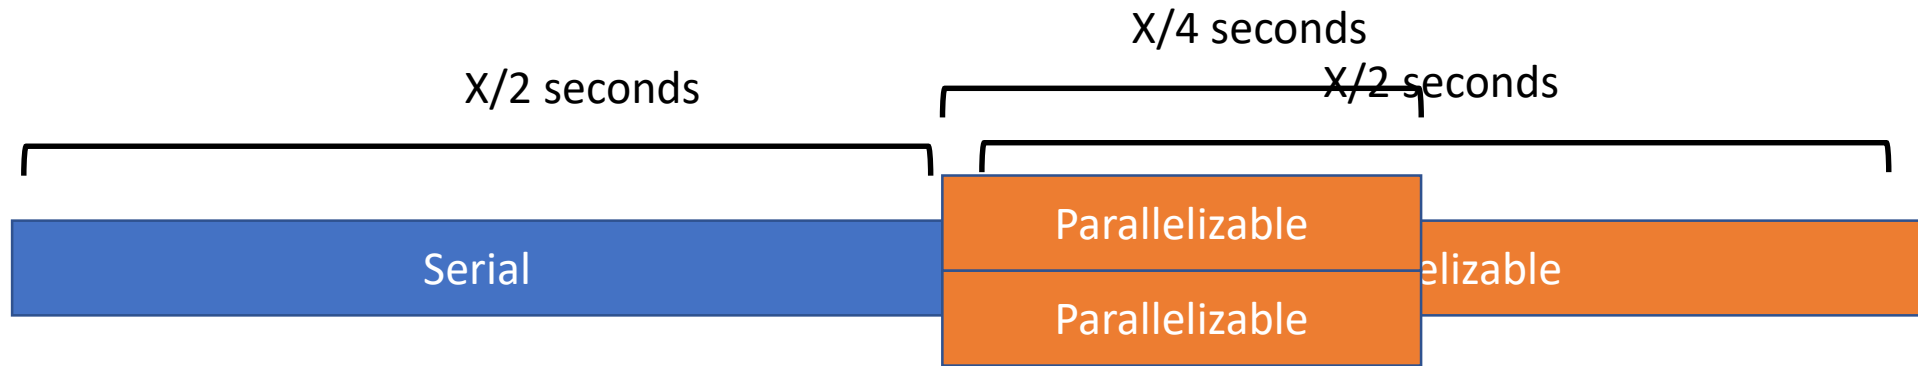 X/4 seconds
X/2 seconds
X/2 seconds
Parallelizable
Serial
elizable
Parallelizable